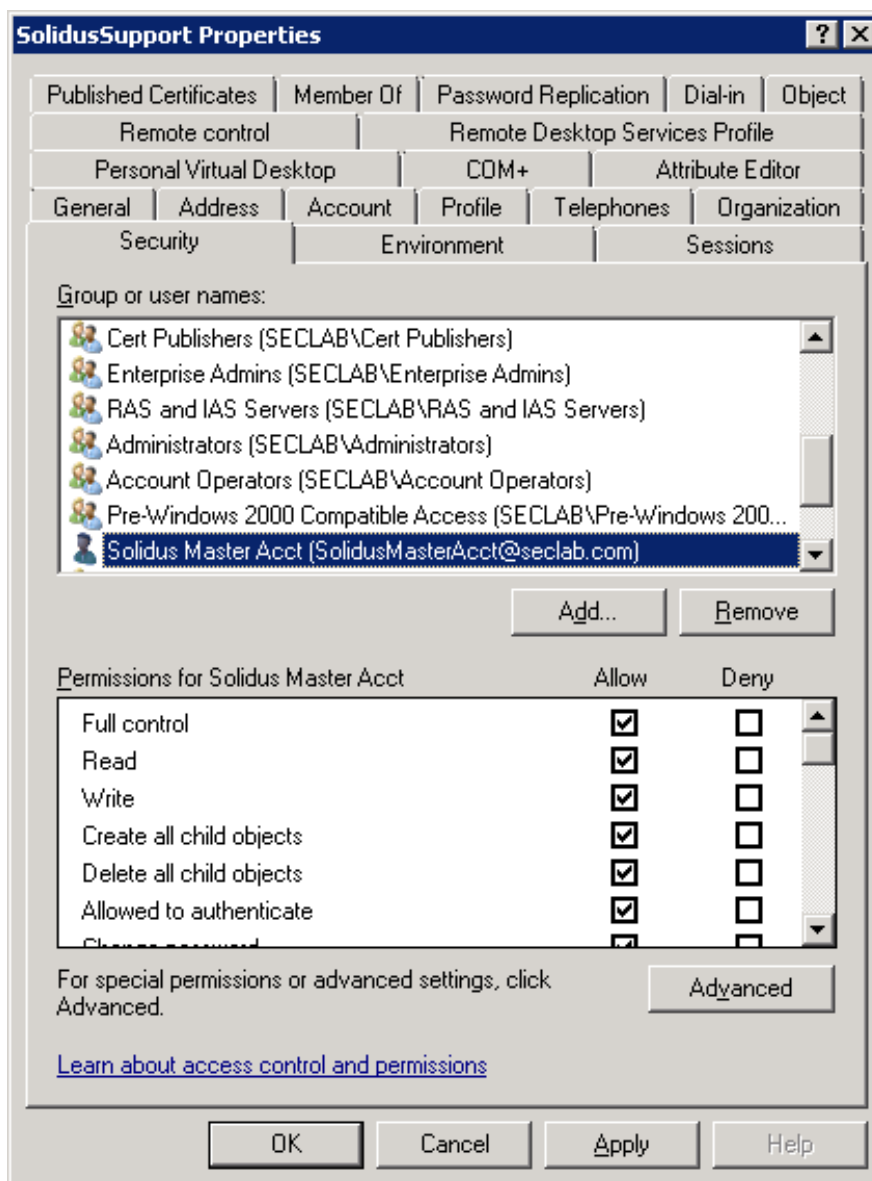 SolidusSupport Properties
Published Certificates Member Of Password Replication Dial-in Object
Remote control Remote Desktop Services Profile
Personal Virtual Desktop COM+ Attribute Editor
General Address Account Profile Telephones Organization
Security Environment Sessions
Group or user names:
Cert Publishers (SECLAB\Cert Publishers)
Enterprise Admins (SECLAB\Enterprise Admins)
RAS and IAS Servers (SECLAB\RAS and IAS Servers)
Administrators (SECLAB\Administrators)
Account Operators (SECLAB\Account Operators)
Pre-Windows 2000 Compatible Access (SECLAB\Pre-Windows 200...
Solidus Master Acct (SolidusMasterAcct@seclab.com)
Add... Remove
Permissions for Solidus Master Acct Allow Deny
Full control
Read
Write
Create all child objects
Delete all child objects
Allowed to authenticate
Change password
For special permissions or advanced settings, click
Advanced.
Advanced
Learn about access control and permissions
OK Cancel Apply Help